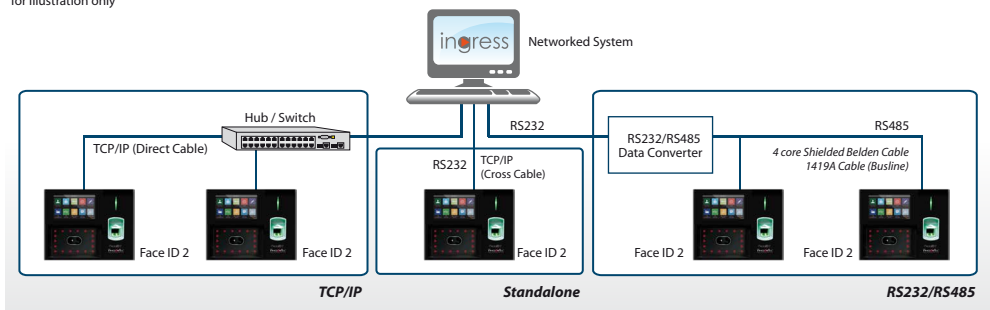 for illustration only
ingress
Networked System
Hub / Switch
TCP/IP (Direct Cable)
Face ID 2
Face ID 2
TCP/IP
RS232
TCP/IP
(Cross Cable)
Face ID 2
Standalone
RS232
RS232/RS485
Data Converter
RS485
4 core Shielded Belden Cable
1419A Cable (Busline)
Face ID 2
Face ID 2
RS232/RS485